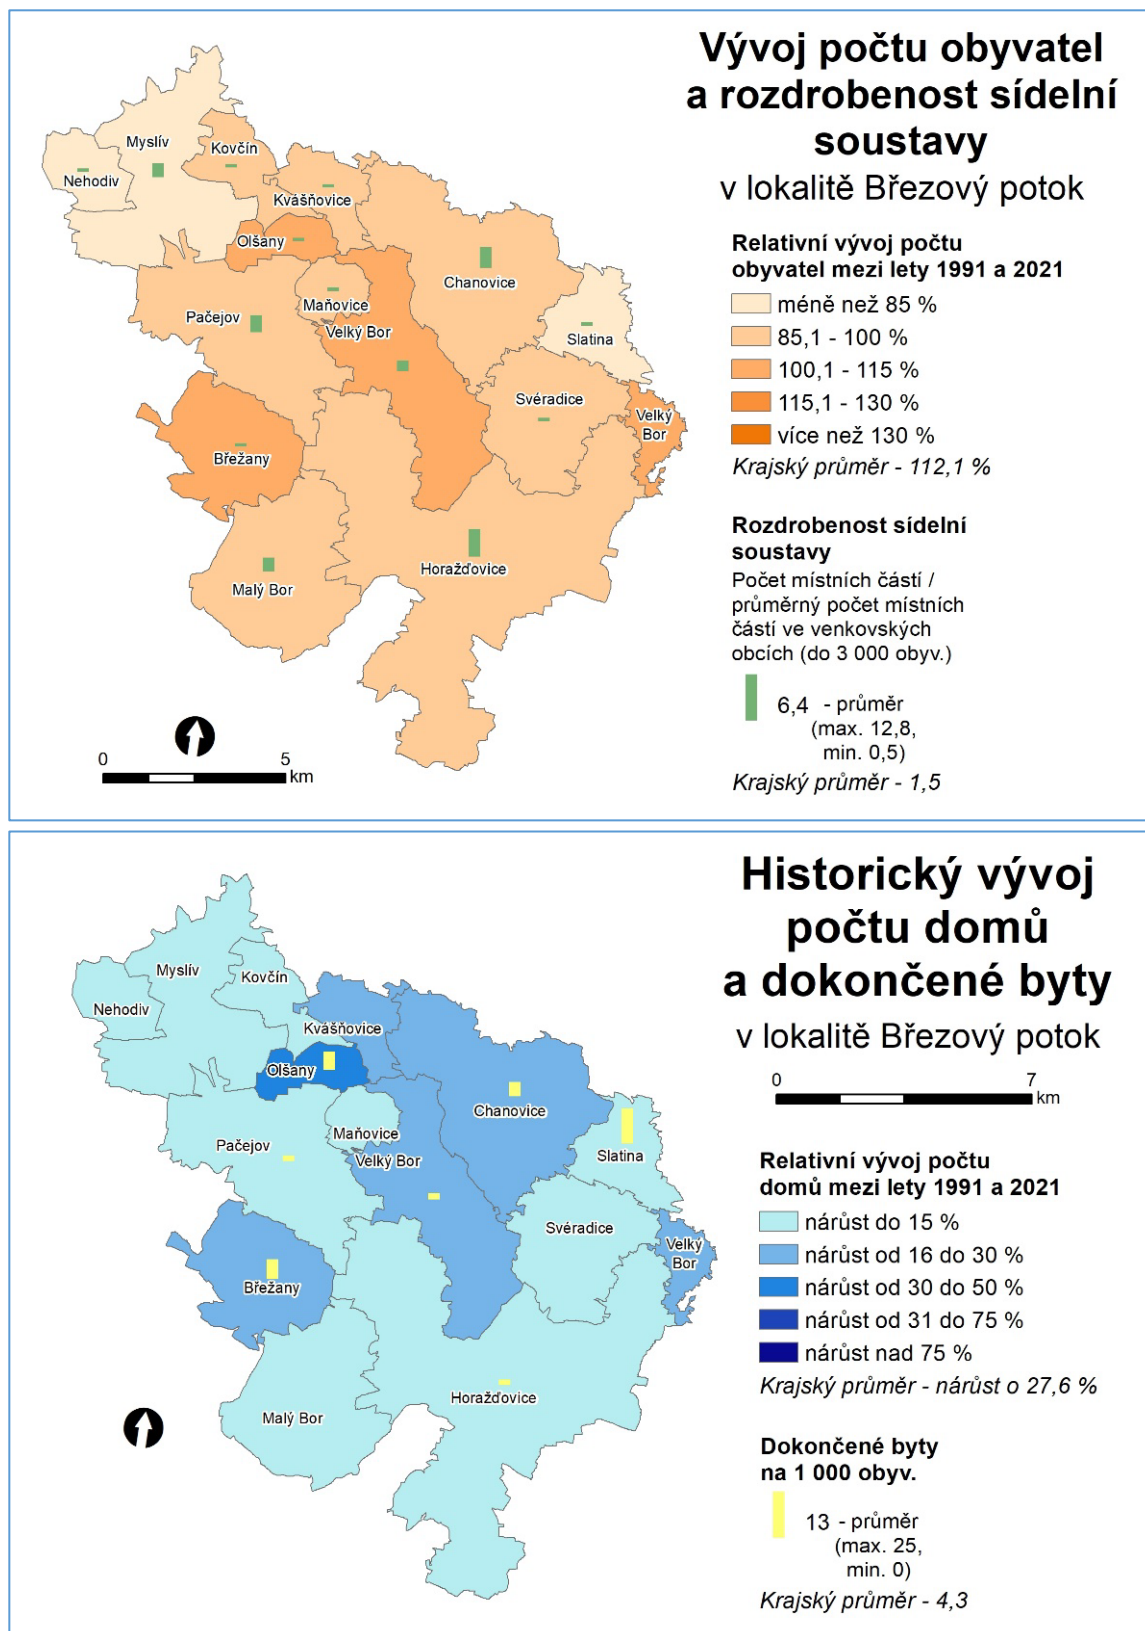 Vývoj počtu obyvatel
a rozdrobenost sídelní
soustavy
v lokalitě Březový potok
Relativní vývoj počtu
obyvatel mezi lety 1991 a 2021
méně než 85 %
85,1 - 100 %
100,1 - 115 %
115,1 - 130 %
více než 130 %
Krajský průměr - 112,1 %
Rozdrobenost sídelní
soustavy
Počet místních částí /
průměrný počet místních
částí ve venkovských
obcích (do 3 000 obyv.)
6,4 - průměr
(max. 12,8,
min. 0,5)
Krajský průměr - 1,5
Myslív
Kovčín
Nehodiv
Kvášňovice
Olšany
Chanovice
Maňovice
Pačejov
Velký Bor
Slatina
Svéradice
Velký
Bor
Břežany
Horažďovice
Malý Bor
0 5
km
Historický vývoj
počtu domů
a dokončené byty
v lokalitě Březový potok
0 7
km
Relativní vývoj počtu
domů mezi lety 1991 a 2021
nárůst do 15 %
nárůst od 16 do 30 %
nárůst od 30 do 50 %
nárůst od 31 do 75 %
nárůst nad 75 %
Krajský průměr - nárůst o 27,6 %
Dokončené byty
na 1 000 obyv.
13 - průměr
(max. 25,
min. 0)
Krajský průměr - 4,3
Myslív
Kovčín
Nehodiv
Kvášňovice
Olšany
Chanovice
Maňovice
Pačejov
Velký Bor
Slatina
Svéradice
Velký
Bor
Břežany
Horažďovice
Malý Bor